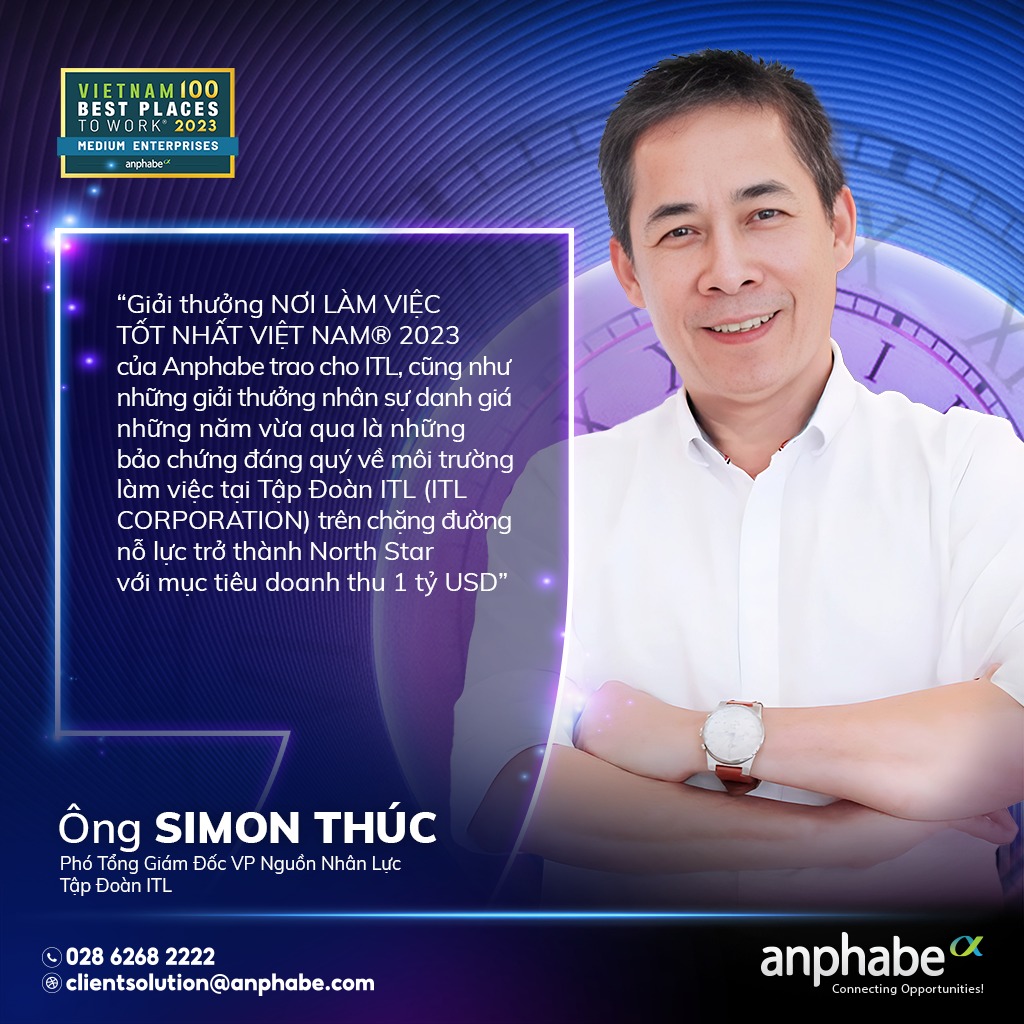 VIETNAM 100
BEST PLACES
TO WORK® 2023
MEDIUM ENTERPRISES
anphabe
“Giải thưởng NƠI LÀM VIỆC
TỐT NHẤT VIỆT NAM® 2023
của Anphabe trao cho ITL, cũng như
những giải thưởng nhân sự danh giá
những năm vừa qua là những
bảo chứng đáng quý về môi trường
làm việc tại Tập Đoàn ITL (ITL
CORPORATION) trên chặng đường
nỗ lực trở thành North Star
với mục tiêu doanh thu 1 tỷ USD”
Ông SIMON THÚC
Phó Tổng Giám Đốc VP Nguồn Nhân Lực
Tập Đoàn ITL
028 6268 2222
clientsolution@anphabe.com
anphabe
Connecting Opportunities!